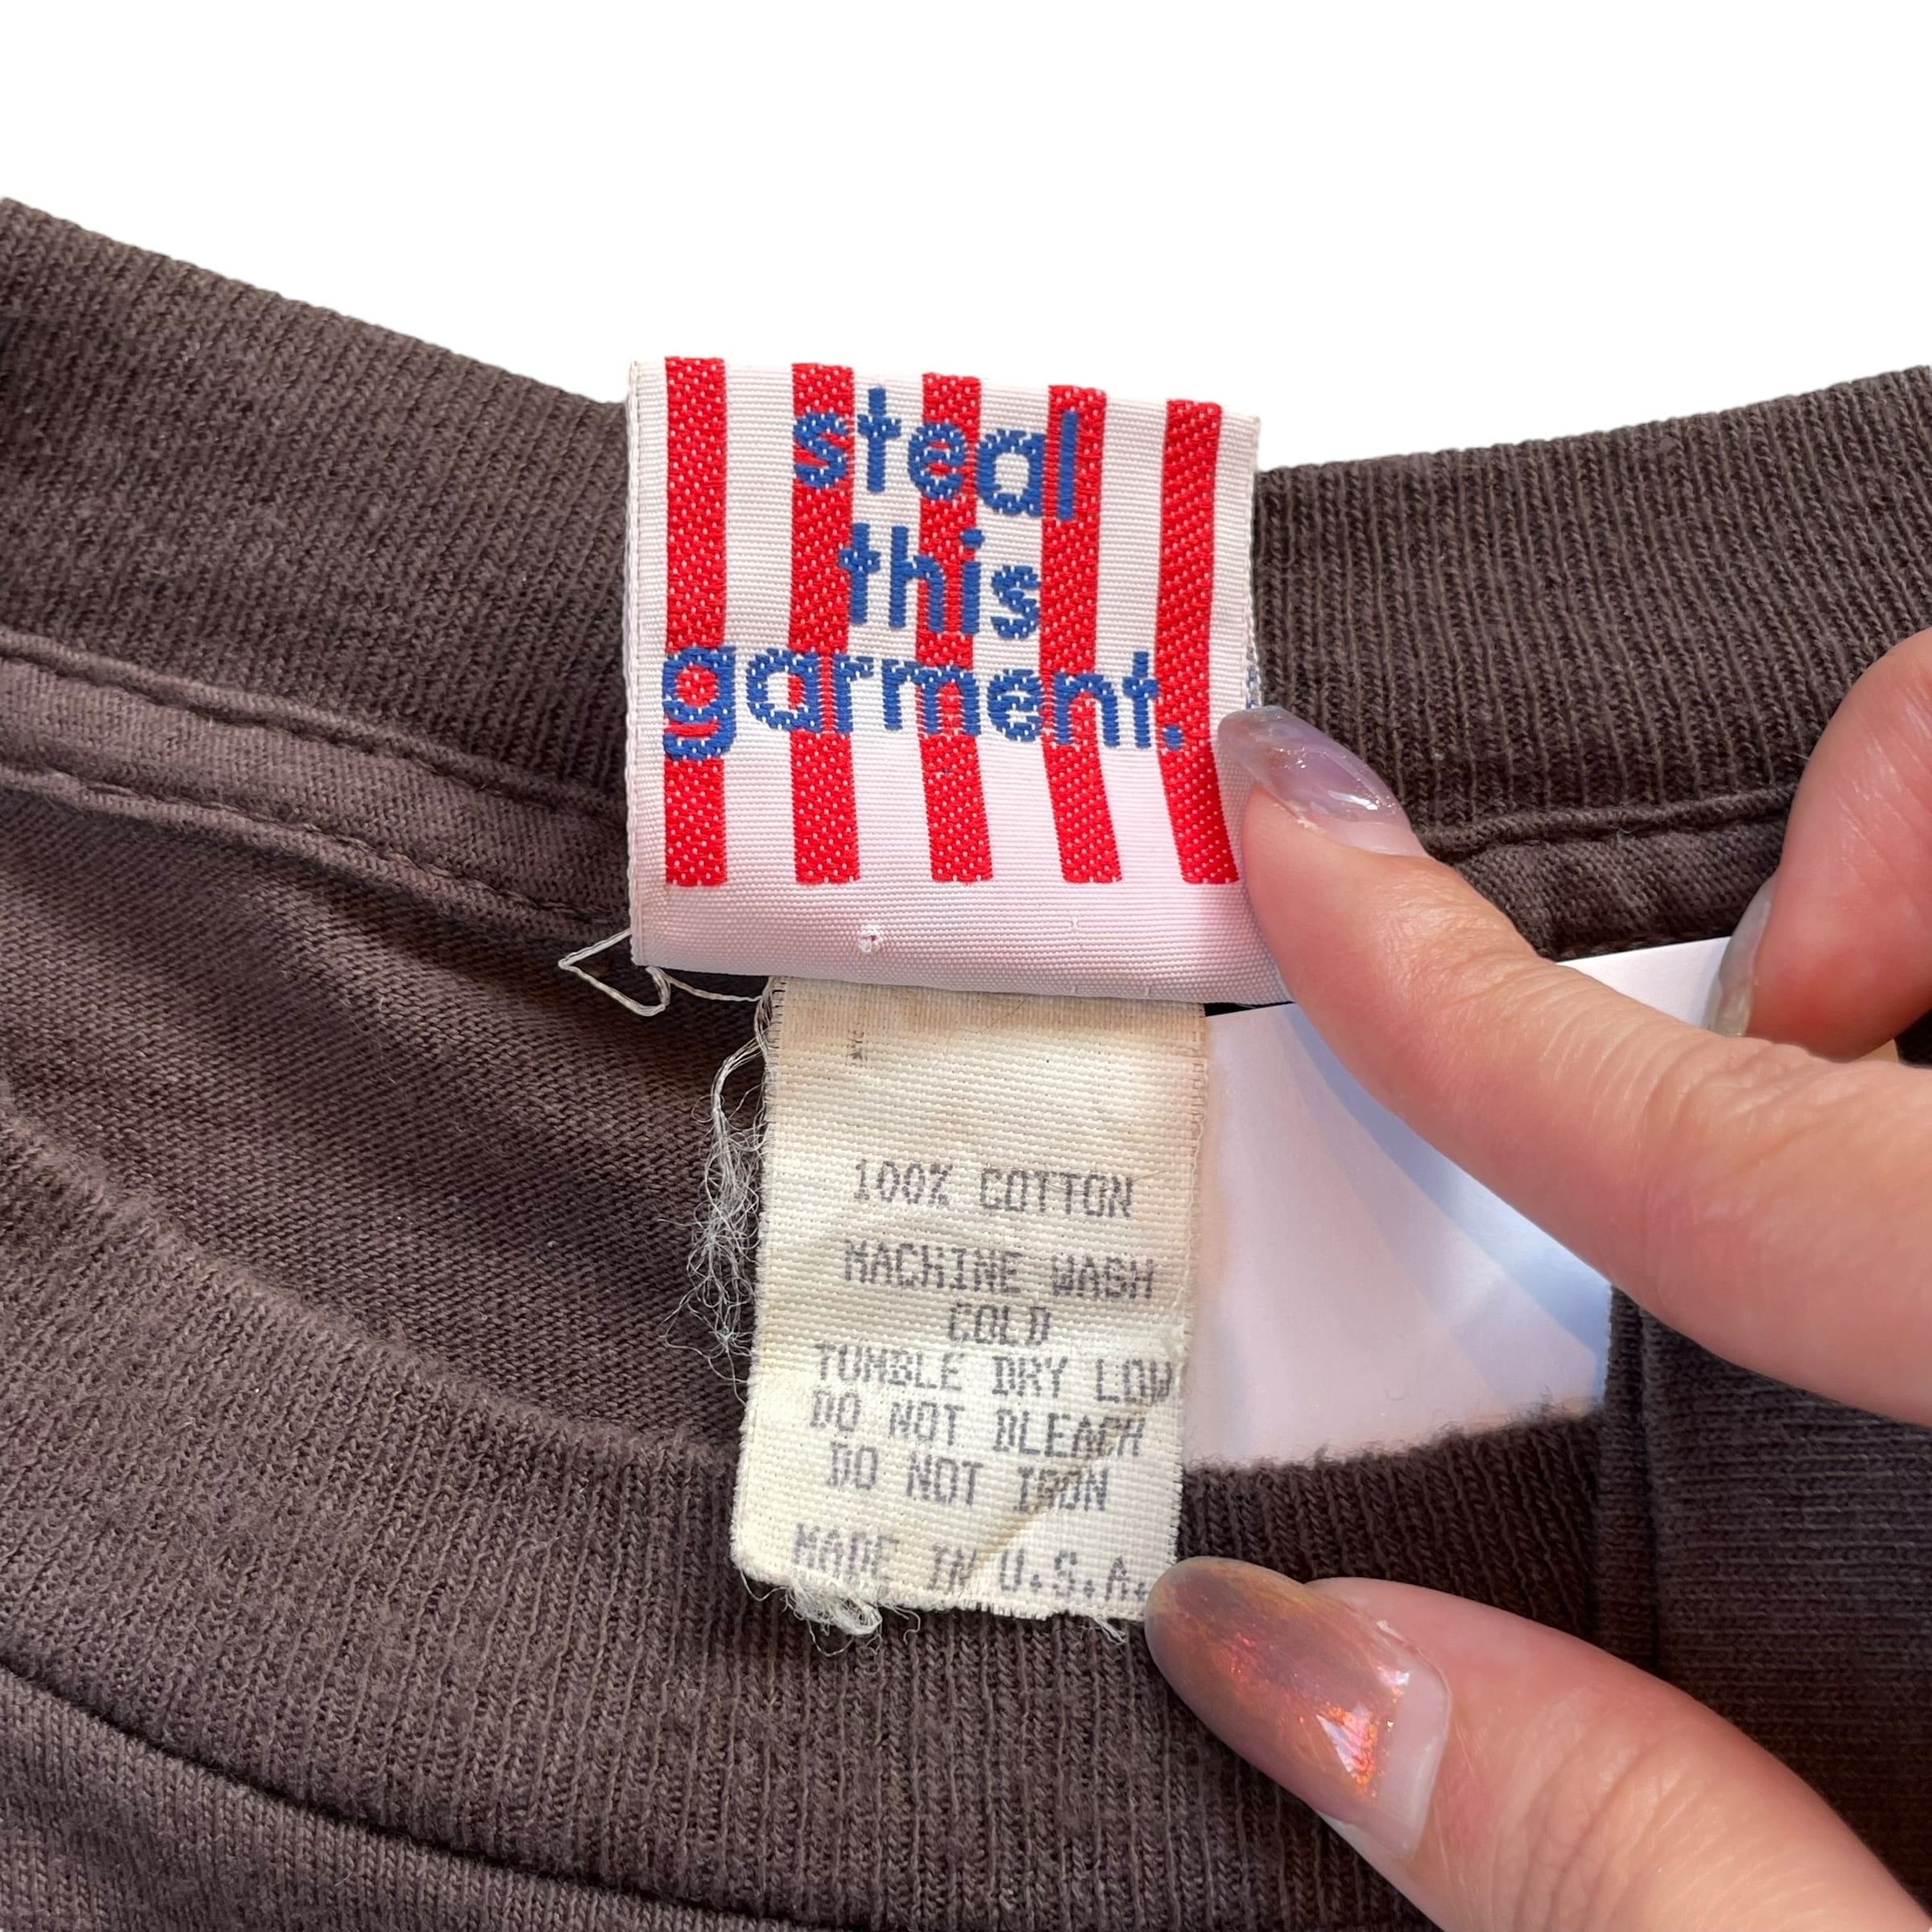 steal
this
garment.
100% COTTON
MACHINE WASH
COLD
TUMBLE DRY LOW
DO NOT BLEACH
DO NOT IRON
MADE IN U.S.A.